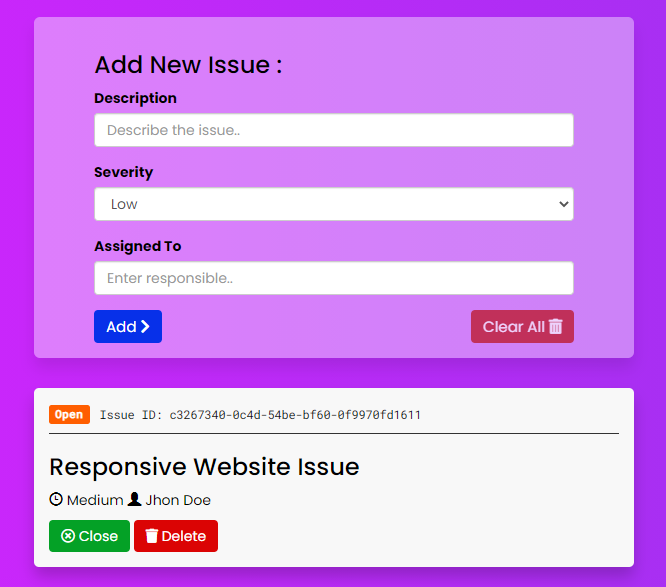 Add New Issue :
Description
Describe the issue..
Severity
Low
Assigned To
Enter responsible..
Add
Clear All
Open Issue ID: c3267340-0c4d-54be-bf60-0f9970fd1611
Responsive Website Issue
Medium Jhon Doe
Close Delete